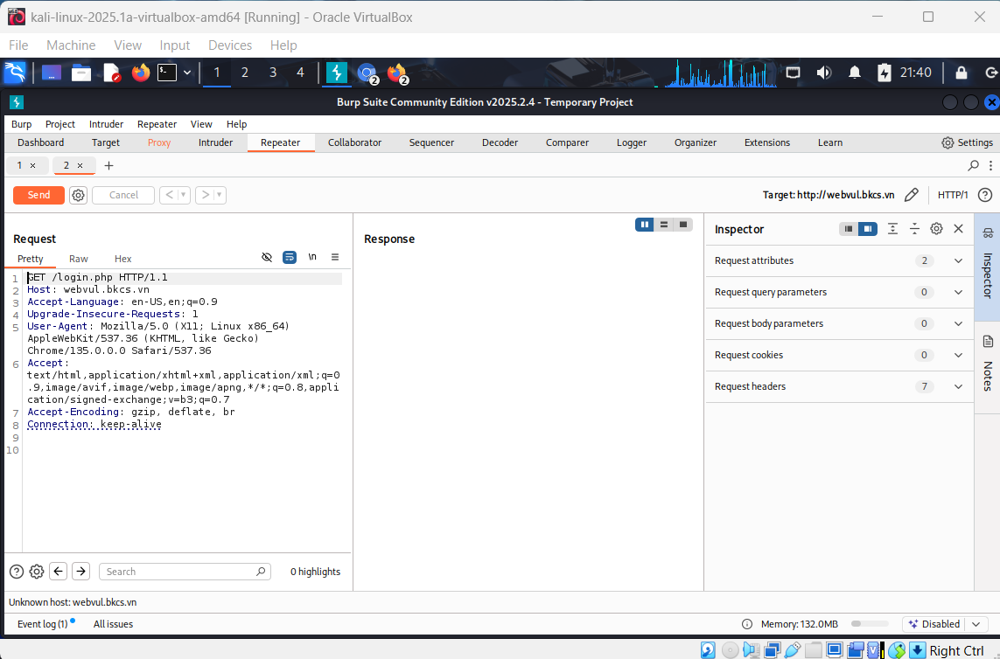 kali-linux-2025.1a-virtualbox-amd64 [Running] - Oracle VirtualBox
File Machine View Input Devices Help
1 2 3 4 2 2 21:40
Burp Suite Community Edition v2025.2.4 - Temporary Project
Burp Project Intruder Repeater View Help
Dashboard Target Proxy Intruder Repeater Collaborator Sequencer Decoder Comparer Logger Organizer Extensions Learn Settings
1 × 2 × +
Send Cancel < > Target: http://webvul.bkcs.vn HTTP/1
Request
Pretty Raw Hex \n
1 GET /login.php HTTP/1.1
2 Host: webvul.bkcs.vn
3 Accept-Language: en-US,en;q=0.9
4 Upgrade-Insecure-Requests: 1
5 User-Agent: Mozilla/5.0 (X11; Linux x86_64)
AppleWebKit/537.36 (KHTML, like Gecko)
Chrome/135.0.0.0 Safari/537.36
6 Accept:
text/html,application/xhtml+xml,application/xml;q=0
.9,image/avif,image/webp,image/apng,*/*;q=0.8,appli
cation/signed-exchange;v=b3;q=0.7
7 Accept-Encoding: gzip, deflate, br
8 Connection: keep-alive
9
10
Search 0 highlights
Response
Inspector
Request attributes 2
Request query parameters 0
Request body parameters 0
Request cookies 0
Request headers 7
Inspector
Notes
Unknown host: webvul.bkcs.vn
Event log (1) All issues Memory: 132.0MB Disabled
Right Ctrl